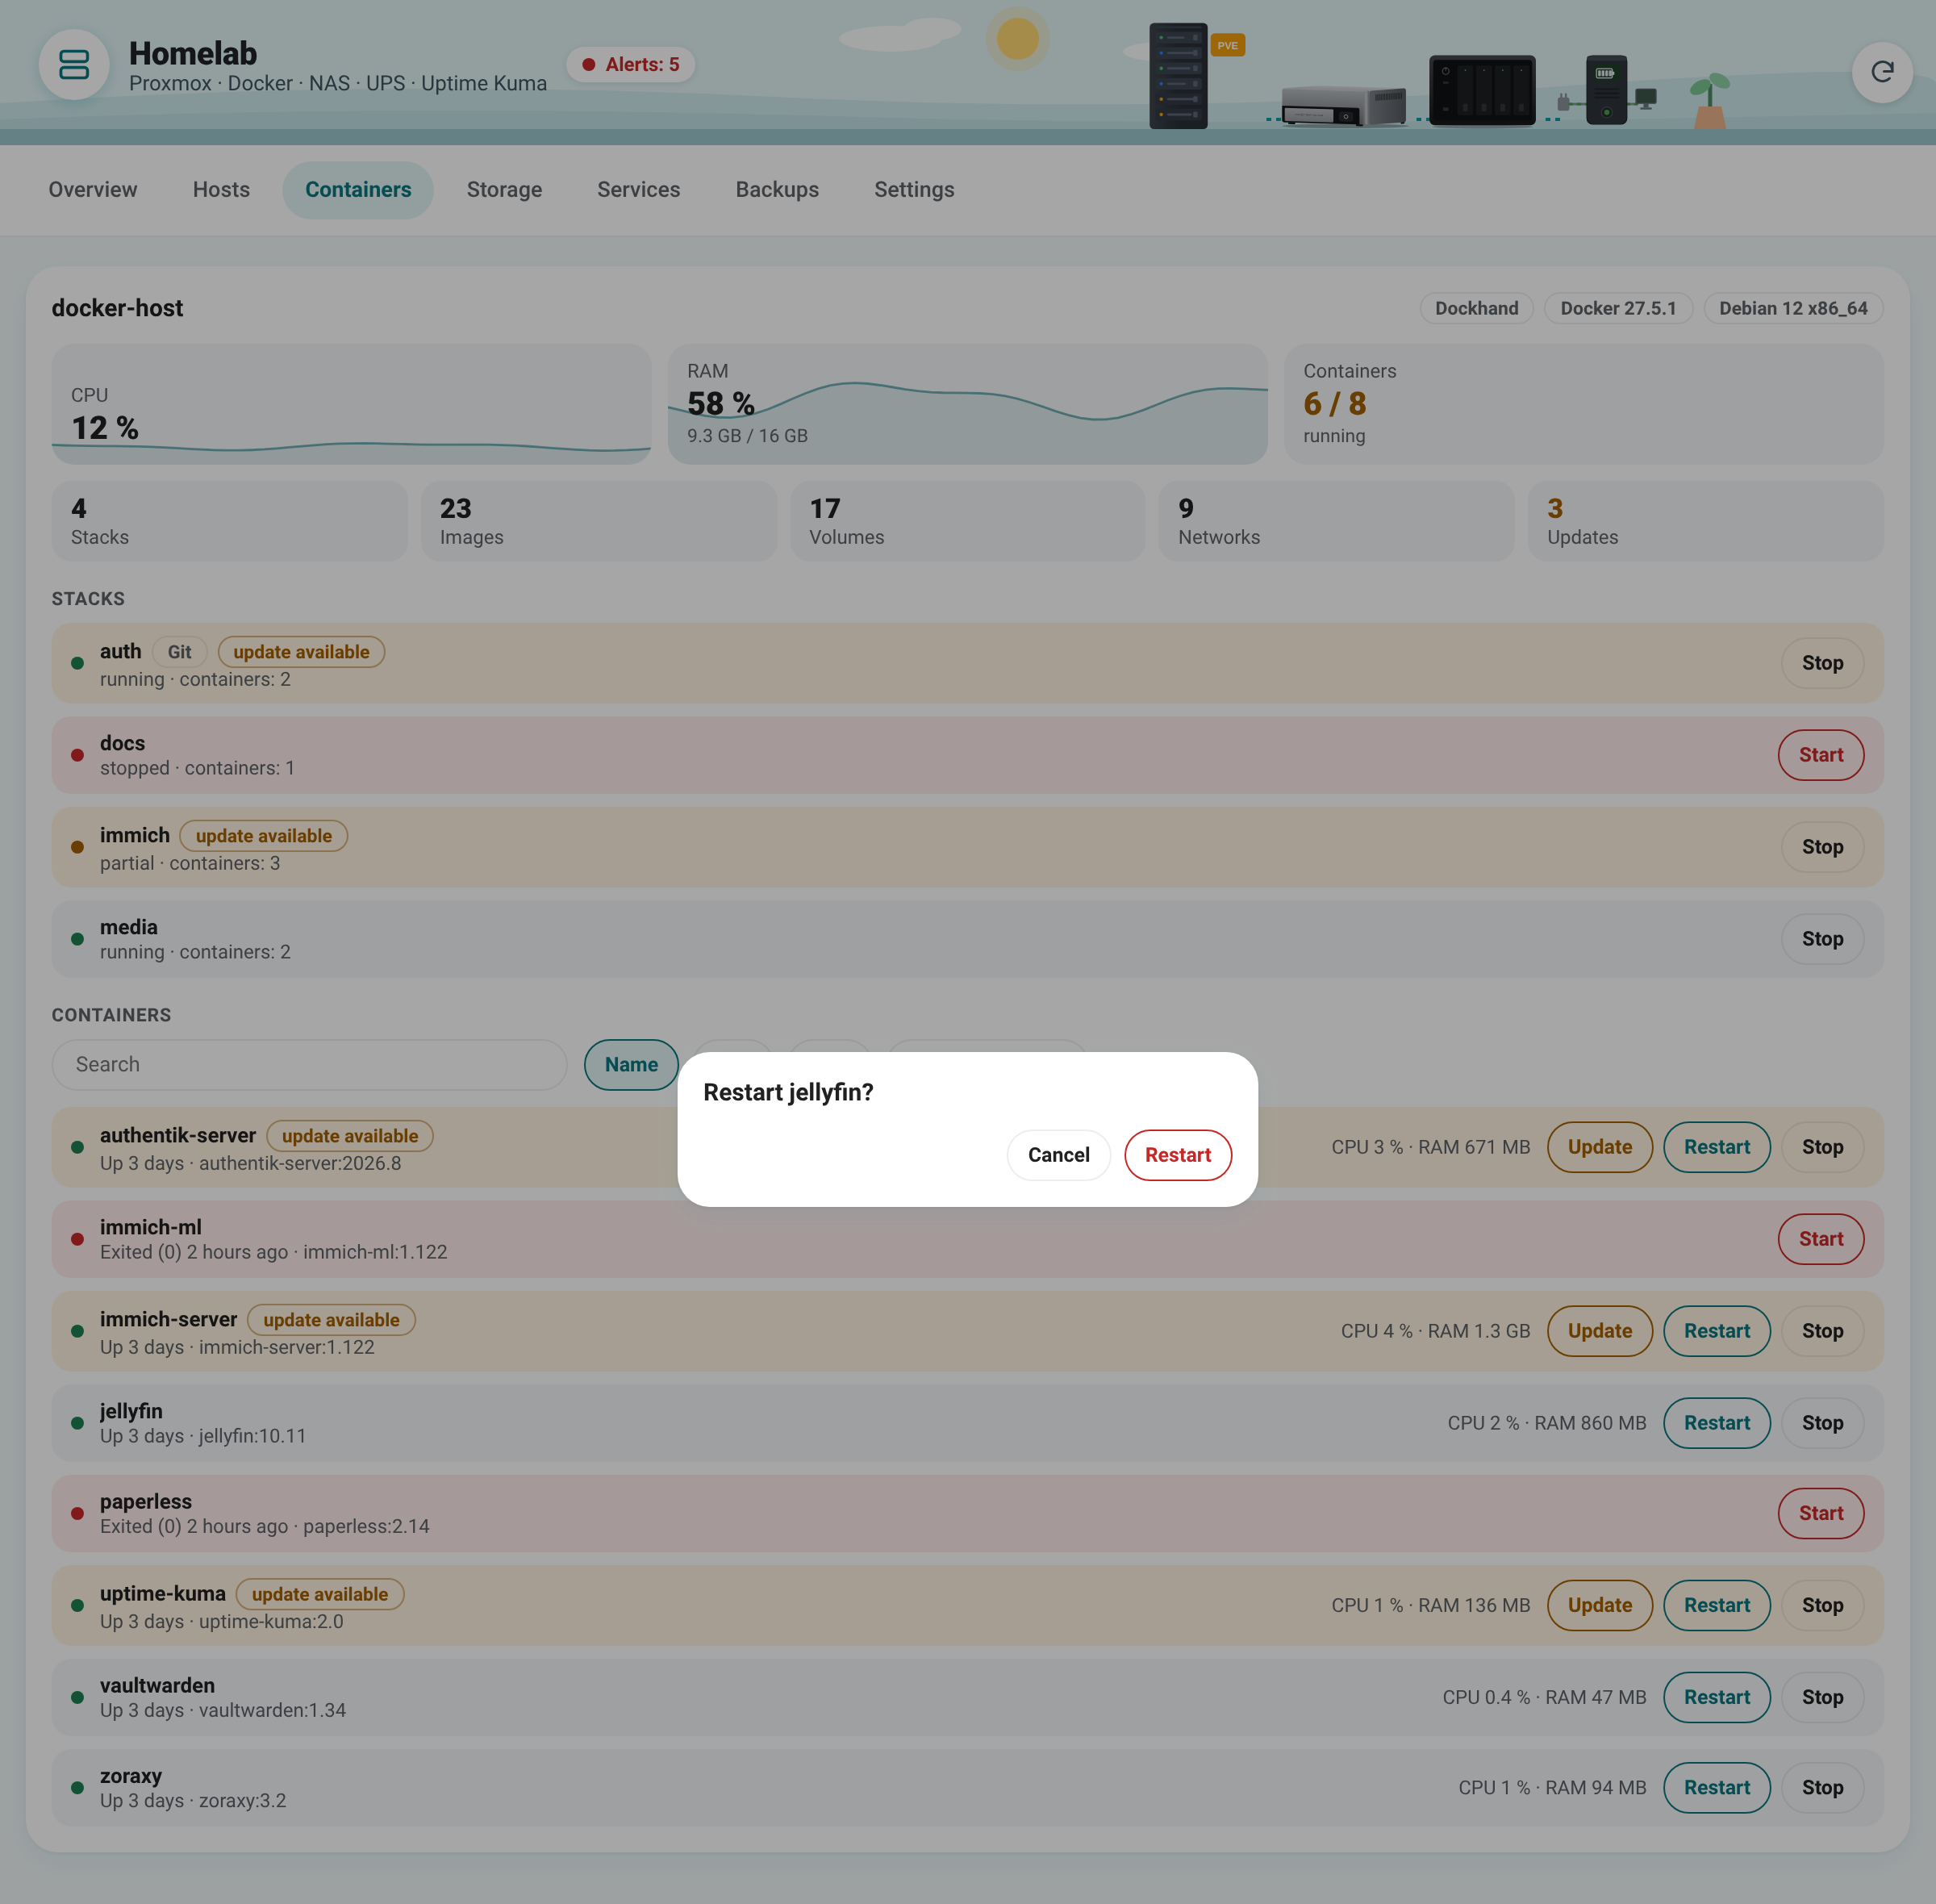 Homelab
Proxmox · Docker · NAS · UPS · Uptime Kuma
Alerts: 5
PVE
Overview
Hosts
Containers
Storage
Services
Backups
Settings
docker-host
Dockhand
Docker 27.5.1
Debian 12 x86_64
CPU
12 %
RAM
58 %
9.3 GB / 16 GB
Containers
6 / 8
running
4
Stacks
23
Images
17
Volumes
9
Networks
3
Updates
STACKS
auth Git update available
running · containers: 2
Stop
docs
stopped · containers: 1
Start
immich update available
partial · containers: 3
Stop
media
running · containers: 2
Stop
CONTAINERS
Search
Name
Restart jellyfin?
Cancel
Restart
authentik-server update available
Up 3 days · authentik-server:2026.8
CPU 3 % · RAM 671 MB Update Restart Stop
immich-ml
Exited (0) 2 hours ago · immich-ml:1.122
Start
immich-server update available
Up 3 days · immich-server:1.122
CPU 4 % · RAM 1.3 GB Update Restart Stop
jellyfin
Up 3 days · jellyfin:10.11
CPU 2 % · RAM 860 MB Restart Stop
paperless
Exited (0) 2 hours ago · paperless:2.14
Start
uptime-kuma update available
Up 3 days · uptime-kuma:2.0
CPU 1 % · RAM 136 MB Update Restart Stop
vaultwarden
Up 3 days · vaultwarden:1.34
CPU 0.4 % · RAM 47 MB Restart Stop
zoraxy
Up 3 days · zoraxy:3.2
CPU 1 % · RAM 94 MB Restart Stop